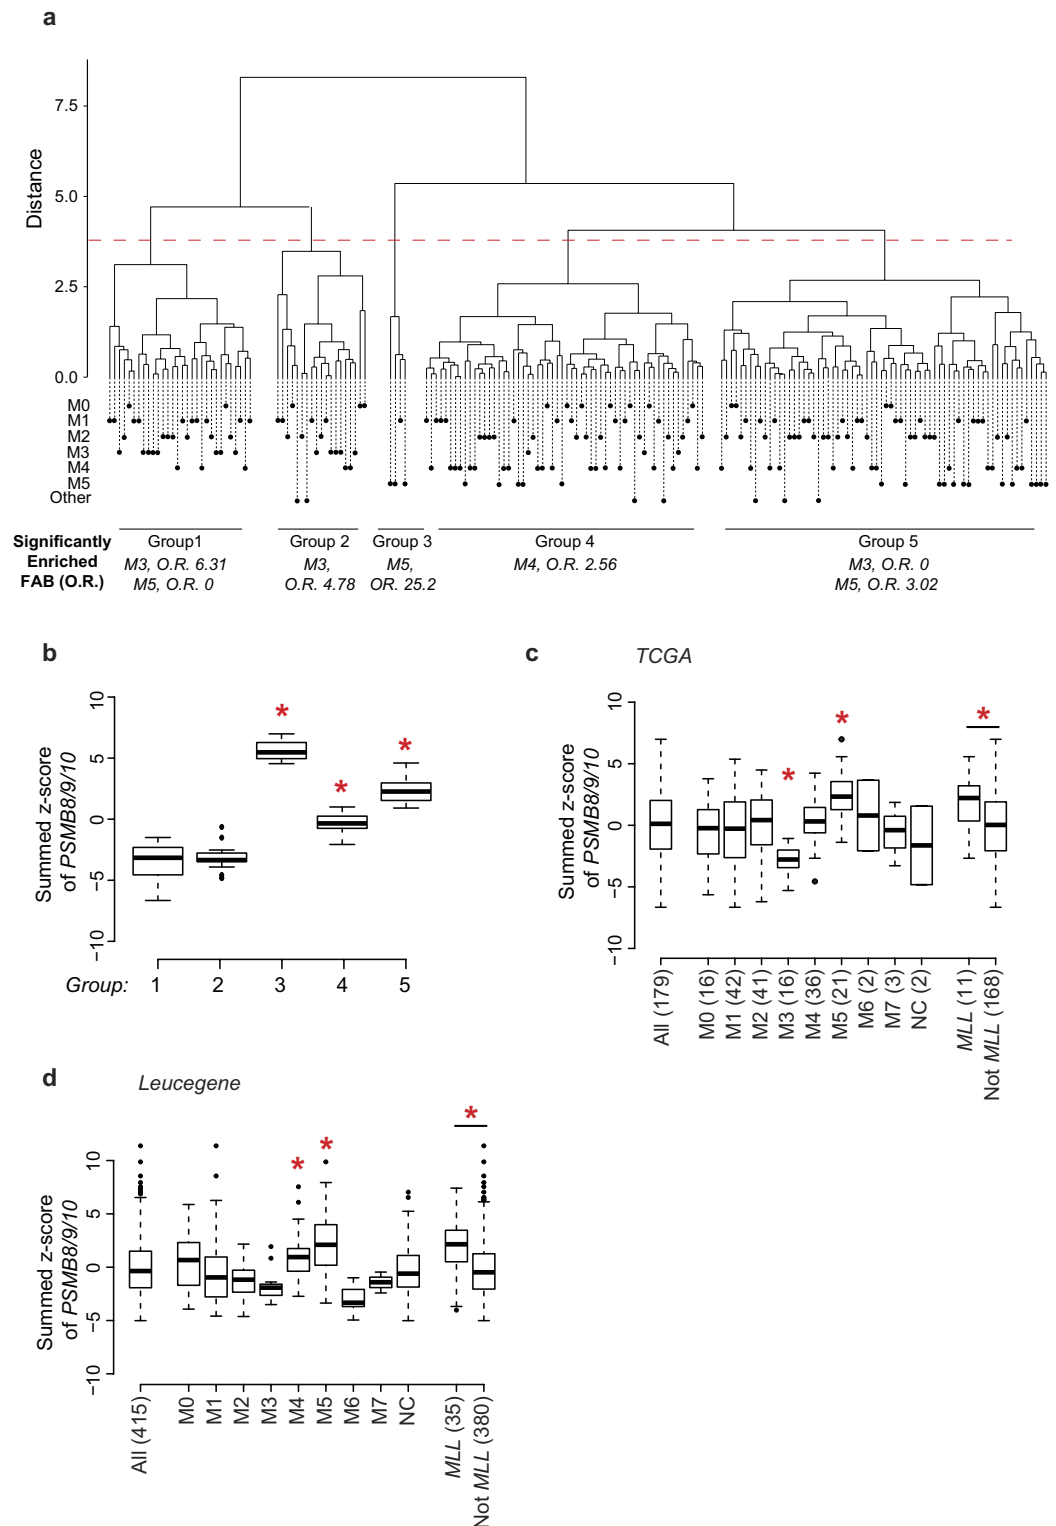 a
Distance
7.5
5.0
2.5
0.0
M0
M1
M2
M3
M4
M5
Other
Significantly
Enriched
FAB (O.R.)
Group1
M3, O.R. 6.31
M5, O.R. 0
Group 2
M3,
O.R. 4.78
Group 3
M5,
OR. 25.2
Group 4
M4, O.R. 2.56
Group 5
M3, O.R. 0
M5, O.R. 3.02
b
Summed z-score
of PSMB8/9/10
10
5
0
−5
−10
*
*
*
Group: 1 2 3 4 5
c
TCGA
Summed z-score
of PSMB8/9/10
10
5
0
−5
−10
*
*
*
All (179)
M0 (16)
M1 (42)
M2 (41)
M3 (16)
M4 (36)
M5 (21)
M6 (2)
M7 (3)
NC (2)
MLL (11)
Not MLL (168)
d
Leucegene
Summed z-score
of PSMB8/9/10
10
5
0
−5
−10
*
*
*
All (415)
M0
M1
M2
M3
M4
M5
M6
M7
NC
MLL (35)
Not MLL (380)